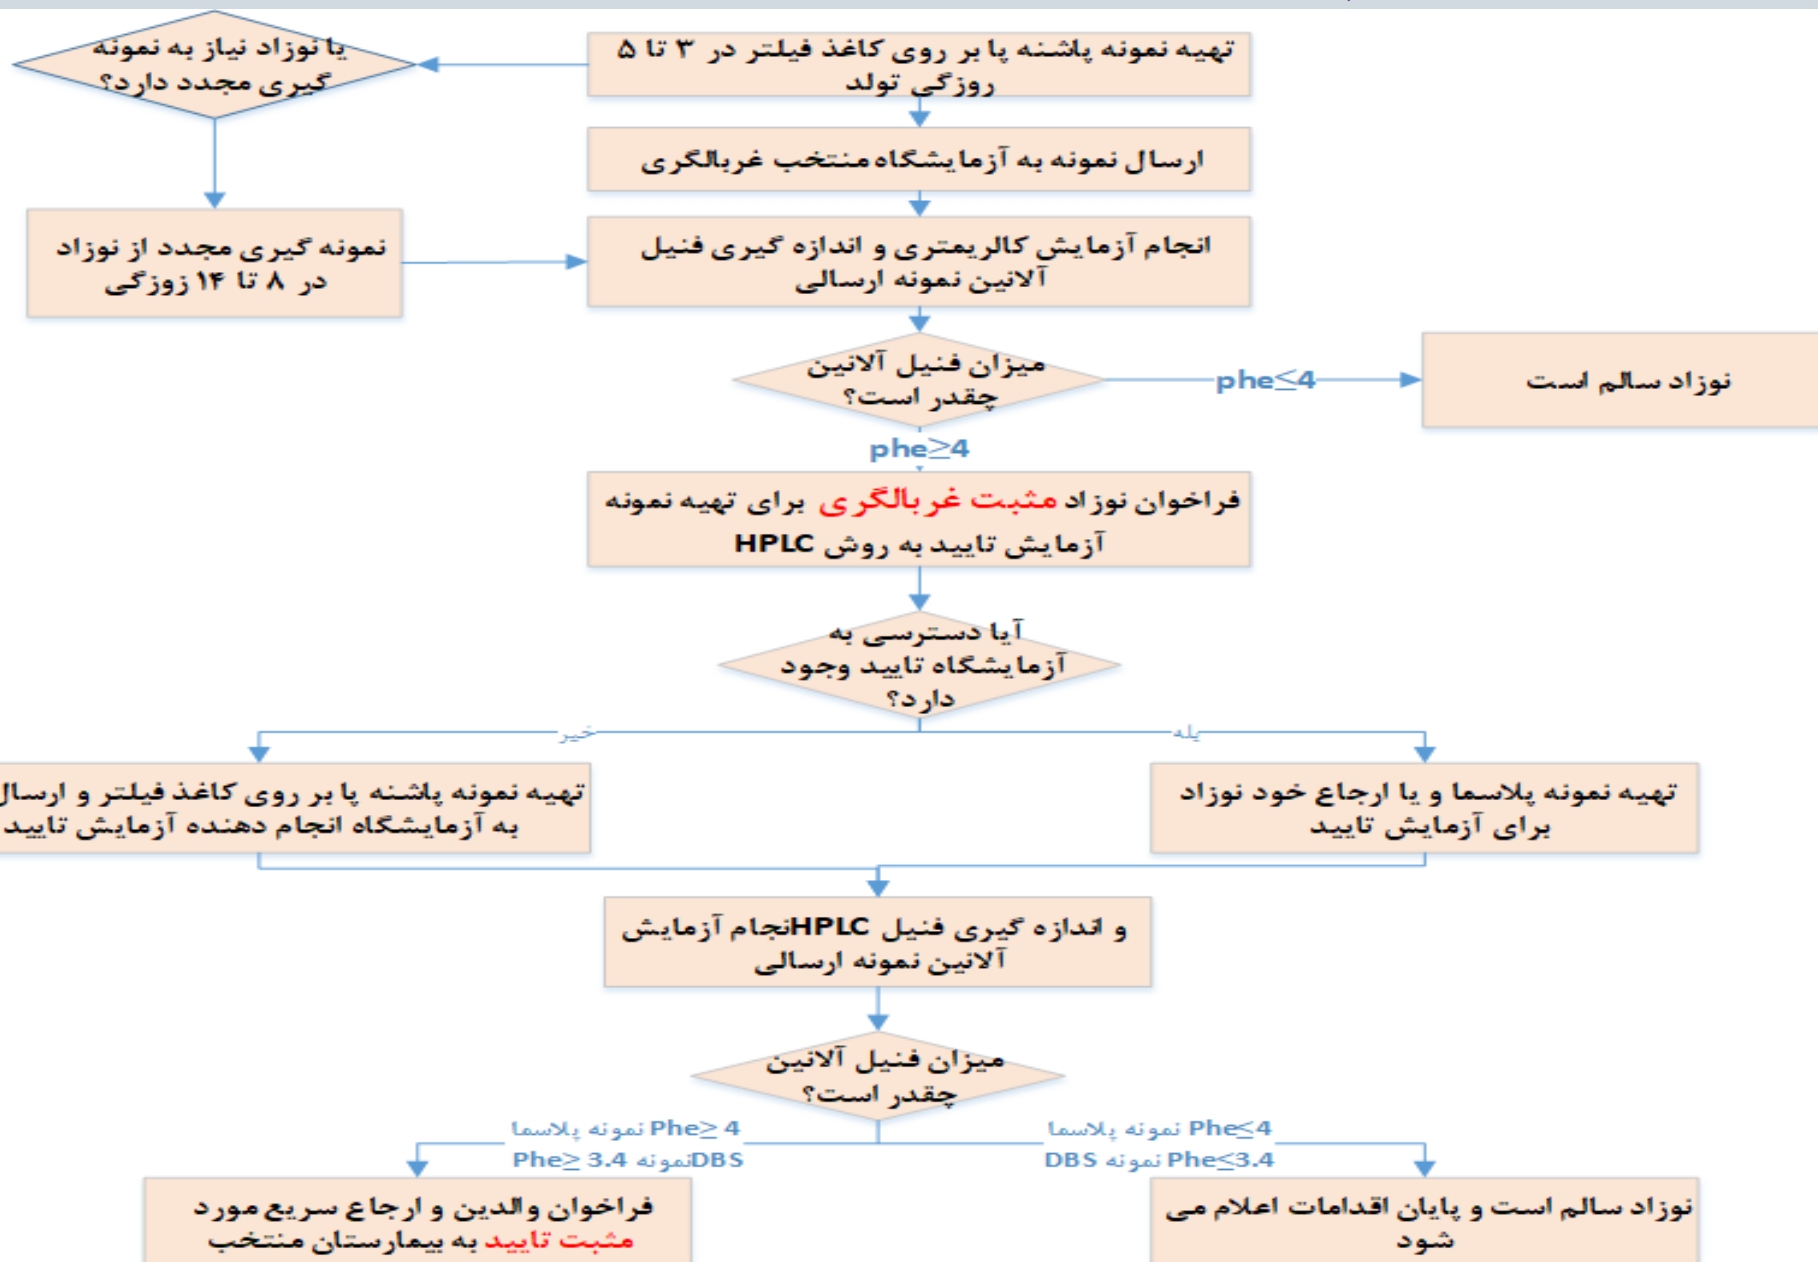 تهیه نمونه پاشنه پا بر روی کاغذ فیلتر در ۳ تا ۵
روزگی تولد
یا نوزاد نیاز به نمونه
گیری مجدد دارد؟
ارسال نمونه به آزمایشگاه منتخب غربالگری
نمونه گیری مجدد از نوزاد
در ۸ تا ۱۴ زوزگی
انجام آزمایش کالریمتری و اندازه گیری فنیل
آلانین نمونه ارسالی
میزان فنیل آلانین
چقدر است؟
phe≤4
نوزاد سالم است
phe≥4
فراخوان نوزاد مثبت غربالگری برای تهیه نمونه
آزمایش تایید به روش HPLC
آیا دسترسی به
آزمایشگاه تایید وجود
دارد؟
بله
خیر
تهیه نمونه پلاسما و یا ارجاع خود نوزاد
برای آزمایش تایید
تهیه نمونه پاشنه پا بر روی کاغذ فیلتر و ارسال
به آزمایشگاه انجام دهنده آزمایش تایید
و اندازه گیری فنیل HPLCانجام آزمایش
آلانین نمونه ارسالی
میزان فنیل آلانین
چقدر است؟
Phe≤4 نمونه پلاسما
Phe≤3.4 نمونه DBS
Phe≥ 4 نمونه پلاسما
DBSنمونه Phe≥ 3.4
نوزاد سالم است و پایان اقدامات اعلام می
شود
فراخوان والدین و ارجاع سریع مورد
مثبت تایید به بیمارستان منتخب